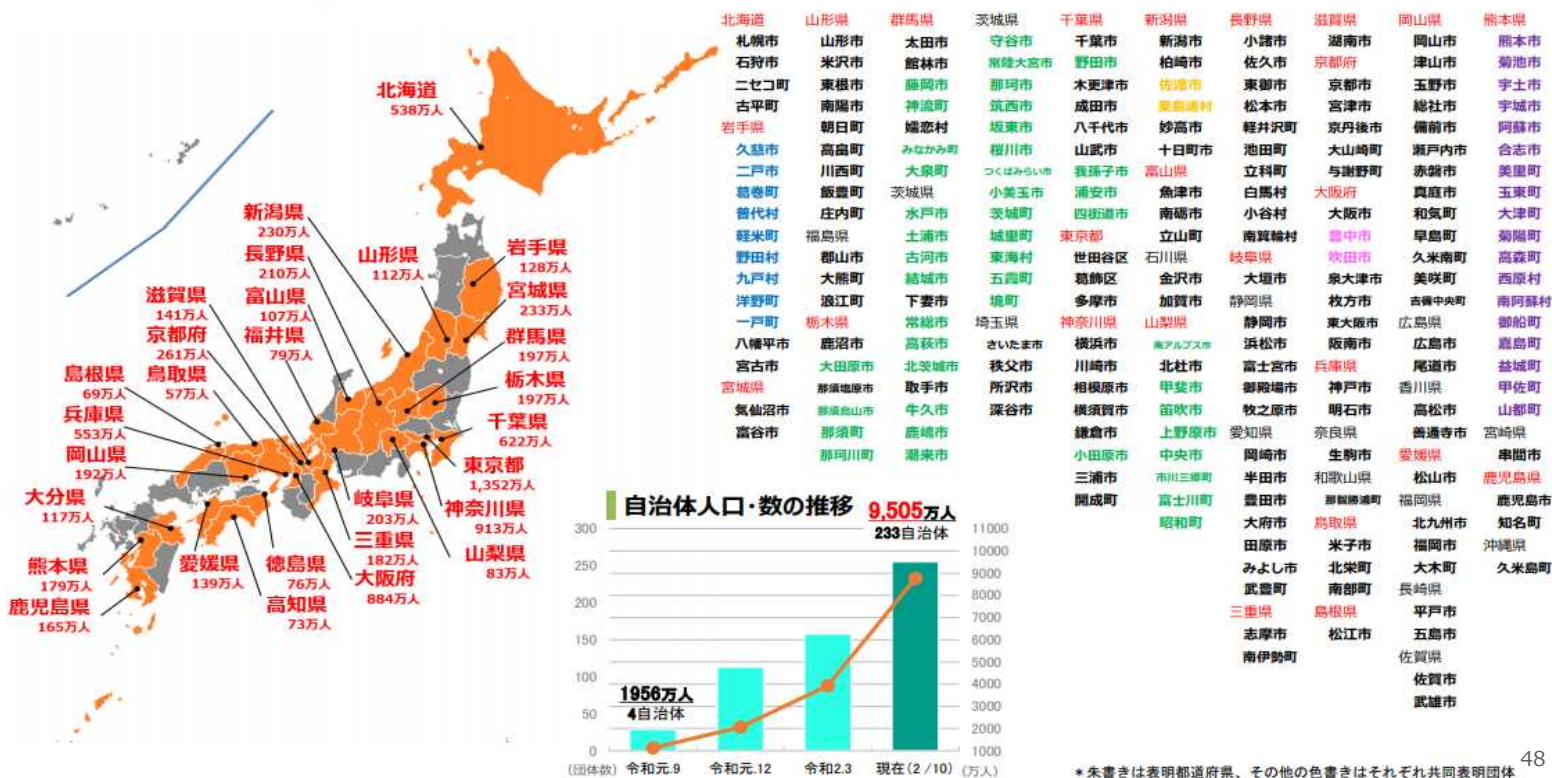 北海道
538万人
新潟県
230万人
長野県
210万人
山形県
112万人
岩手県
128万人
滋賀県
141万人
富山県
107万人
宮城県
233万人
京都府
261万人
福井県
79万人
群馬県
197万人
島根県
69万人
鳥取県
57万人
栃木県
197万人
兵庫県
553万人
千葉県
622万人
岡山県
192万人
東京都
1,352万人
大分県
117万人
岐阜県
203万人
神奈川県
913万人
三重県
182万人
山梨県
83万人
熊本県
179万人
愛媛県
139万人
徳島県
76万人
大阪府
884万人
鹿児島県
165万人
高知県
73万人
北海道
札幌市
石狩市
ニセコ町
古平町
岩手県
久慈市
二戸市
葛巻町
普代村
軽米町
野田村
九戸村
洋野町
一戸町
八幡平市
宮古市
宮城県
気仙沼市
富谷市
山形県
山形市
米沢市
東根市
南陽市
朝日町
高畠町
川西町
飯豊町
庄内町
福島県
郡山市
大熊町
浪江町
栃木県
鹿沼市
大田原市
那須塩原市
那須烏山市
那須町
那珂川町
群馬県
太田市
館林市
藤岡市
神流町
嬬恋村
みなかみ町
大泉町
茨城県
水戸市
土浦市
古河市
結城市
下妻市
常総市
高萩市
北茨城市
取手市
牛久市
鹿嶋市
潮来市
茨城県
守谷市
常陸大宮市
那珂市
筑西市
坂東市
桜川市
つくばみらい市
小美玉市
茨城町
城里町
東海村
五霞町
境町
埼玉県
さいたま市
秩父市
所沢市
深谷市
千葉県
千葉市
野田市
木更津市
成田市
八千代市
山武市
我孫子市
浦安市
四街道市
東京都
世田谷区
葛飾区
多摩市
神奈川県
横浜市
川崎市
相模原市
横須賀市
鎌倉市
小田原市
三浦市
開成町
新潟県
新潟市
柏崎市
佐渡市
粟島浦村
妙高市
十日町市
富山県
魚津市
南砺市
立山町
石川県
金沢市
加賀市
山梨県
南アルプス市
北杜市
甲斐市
笛吹市
上野原市
中央市
市川三郷町
富士川町
昭和町
長野県
小諸市
佐久市
東御市
松本市
軽井沢町
池田町
立科町
白馬村
小谷村
南箕輪村
岐阜県
大垣市
静岡県
静岡市
浜松市
富士宮市
御殿場市
牧之原市
愛知県
岡崎市
半田市
豊田市
大府市
田原市
みよし市
武豊町
三重県
志摩市
南伊勢町
滋賀県
湖南市
京都府
京都市
宮津市
京丹後市
大山崎町
与謝野町
大阪府
大阪市
豊中市
吹田市
泉大津市
枚方市
東大阪市
阪南市
兵庫県
神戸市
明石市
奈良県
生駒市
和歌山県
那智勝浦町
鳥取県
米子市
北栄町
南部町
島根県
松江市
岡山県
岡山市
津山市
玉野市
総社市
備前市
瀬戸内市
赤磐市
真庭市
和気町
早島町
久米南町
美咲町
吉備中央町
広島県
広島市
尾道市
香川県
高松市
善通寺市
愛媛県
松山市
福岡県
北九州市
福岡市
大木町
長崎県
平戸市
五島市
佐賀県
佐賀市
武雄市
熊本県
熊本市
菊池市
宇土市
宇城市
阿蘇市
合志市
美里町
玉東町
大津町
菊陽町
高森町
西原村
南阿蘇村
御船町
嘉島町
益城町
甲佐町
山都町
宮崎県
串間市
鹿児島県
鹿児島市
知名町
沖縄県
久米島町
自治体人口・数の推移
9,505万人
233自治体
1956万人
4自治体
300
250
200
150
100
50
0
11000
10000
9000
8000
7000
6000
5000
4000
3000
2000
1000
(団体数) 令和元.9 令和元.12 令和2.3 現在(2/10) (万人)
*朱書きは表明都道府県、その他の色書きはそれぞれ共同表明団体
48